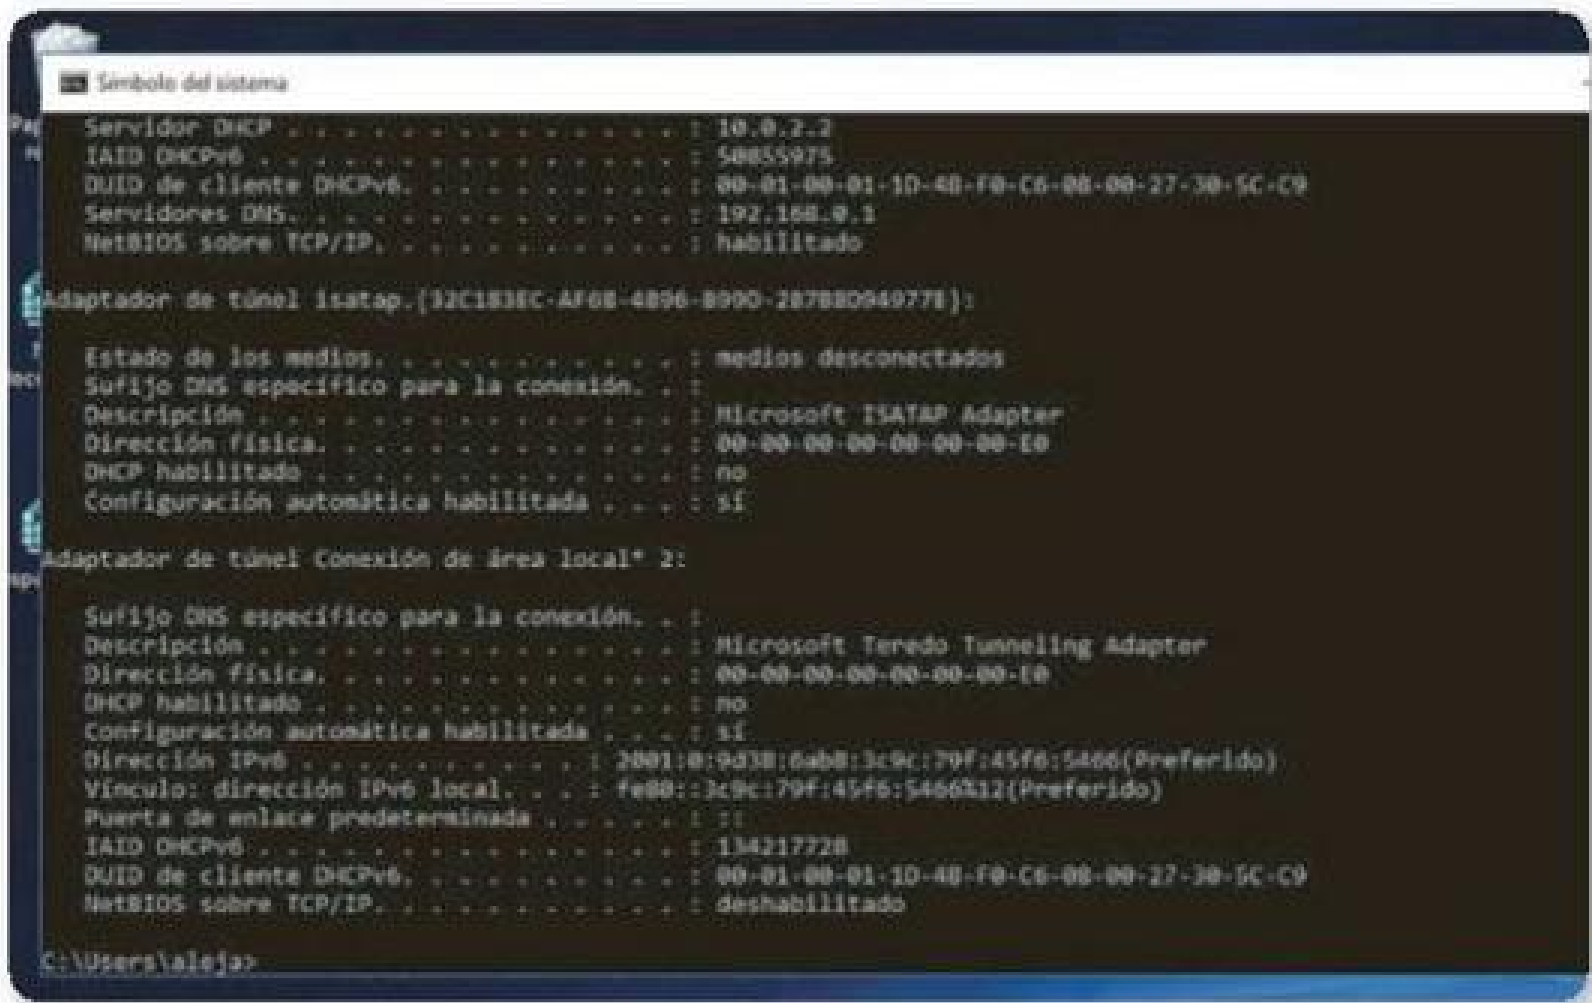 Símbolo del sistema
Servidor DHCP . . . . . . . . . . . . . . : 10.0.2.2
IAID DHCPv6 . . . . . . . . . . . . . . . : 50855975
DUID de cliente DHCPv6. . . . . . . . . . : 00-01-00-01-1D-4B-F0-C6-08-00-27-30-5C-C9
Servidores DNS. . . . . . . . . . . . . . : 192.168.0.1
NetBIOS sobre TCP/IP. . . . . . . . . . . : habilitado
Adaptador de túnel isatap.{32C183EC-AF6B-4B96-B99D-287B8D94977E}:
Estado de los medios. . . . . . . . . . . : medios desconectados
Sufijo DNS específico para la conexión. . :
Descripción . . . . . . . . . . . . . . . : Microsoft ISATAP Adapter
Dirección física. . . . . . . . . . . . . : 00-00-00-00-00-00-00-E0
DHCP habilitado . . . . . . . . . . . . . : no
Configuración automática habilitada . . . : sí
Adaptador de túnel Conexión de área local* 2:
Sufijo DNS específico para la conexión. . :
Descripción . . . . . . . . . . . . . . . : Microsoft Teredo Tunneling Adapter
Dirección física. . . . . . . . . . . . . : 00-00-00-00-00-00-00-E0
DHCP habilitado . . . . . . . . . . . . . : no
Configuración automática habilitada . . . : sí
Dirección IPv6 . . . . . . . . . . : 2001:0:9d38:6ab8:3c9c:79f:45f6:5466(Preferido)
Vínculo: dirección IPv6 local. . . : fe80::3c9c:79f:45f6:5466%12(Preferido)
Puerta de enlace predeterminada . . . . . : ::
IAID DHCPv6 . . . . . . . . . . . . . . . : 134217728
DUID de cliente DHCPv6. . . . . . . . . . : 00-01-00-01-1D-4B-F0-C6-08-00-27-30-5C-C9
NetBIOS sobre TCP/IP. . . . . . . . . . . : deshabilitado
C:\Users\aleja>